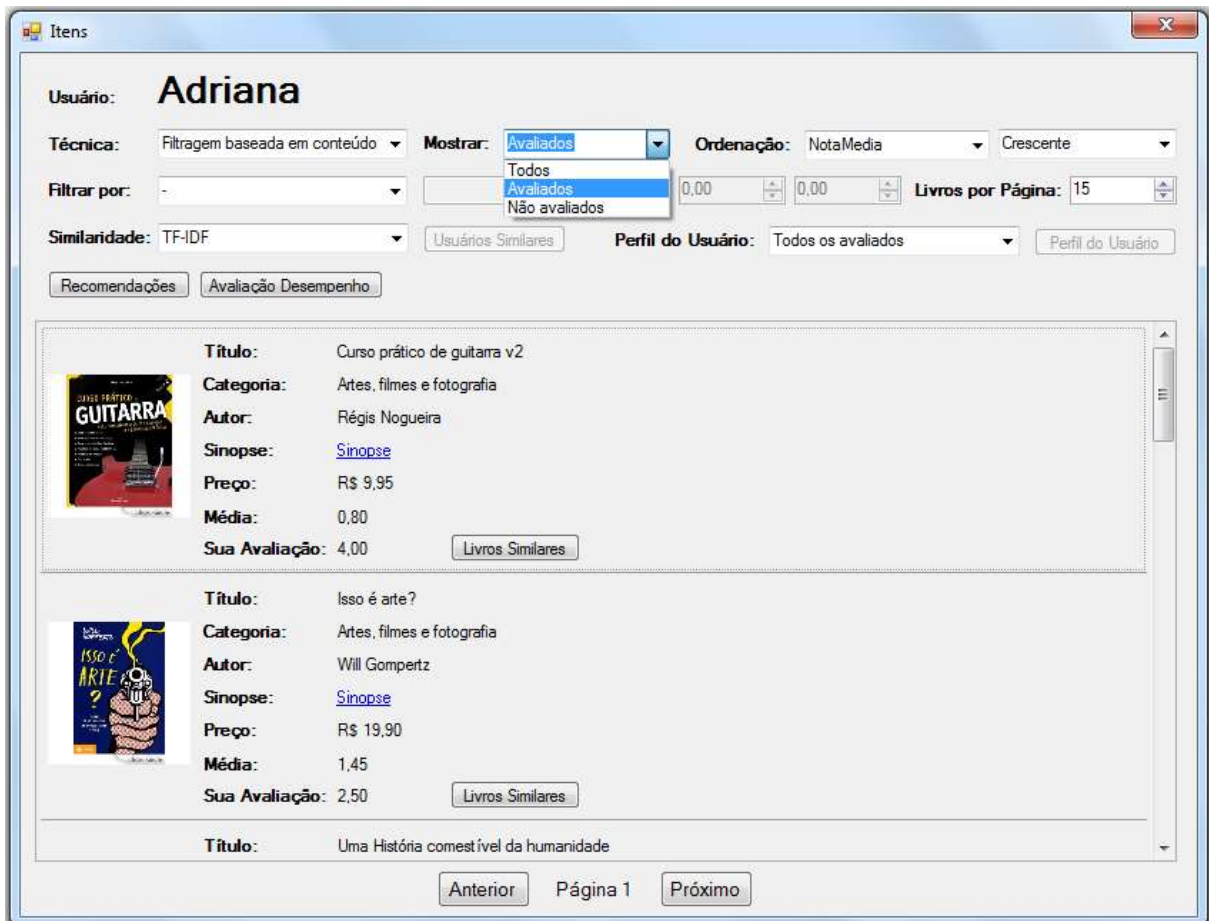 Itens
Usuário: Adriana
Técnica: Filtragem baseada em conteúdo Mostrar: Avaliados Ordenação: NotaMedia Crescente
Todos
Filtrar por: - Avaliados 0,00 0,00 Livros por Página: 15
Não avaliados
Similaridade: TF-IDF Usuários Similares Perfil do Usuário: Todos os avaliados Perfil do Usuário
Recomendações Avaliação Desempenho
Título: Curso prático de guitarra v2
Categoria: Artes, filmes e fotografia
CURSO PRÁTICO
GUITARRA
Autor: Régis Nogueira
Sinopse: Sinopse
Preço: R$ 9,95
Média: 0,80
Sua Avaliação: 4,00 Livros Similares
Título: Isso é arte?
Categoria: Artes, filmes e fotografia
ISSO É
ARTE
?
Autor: Will Gompertz
Sinopse: Sinopse
Preço: R$ 19,90
Média: 1,45
Sua Avaliação: 2,50 Livros Similares
Título: Uma História comestível da humanidade
Anterior Página 1 Próximo